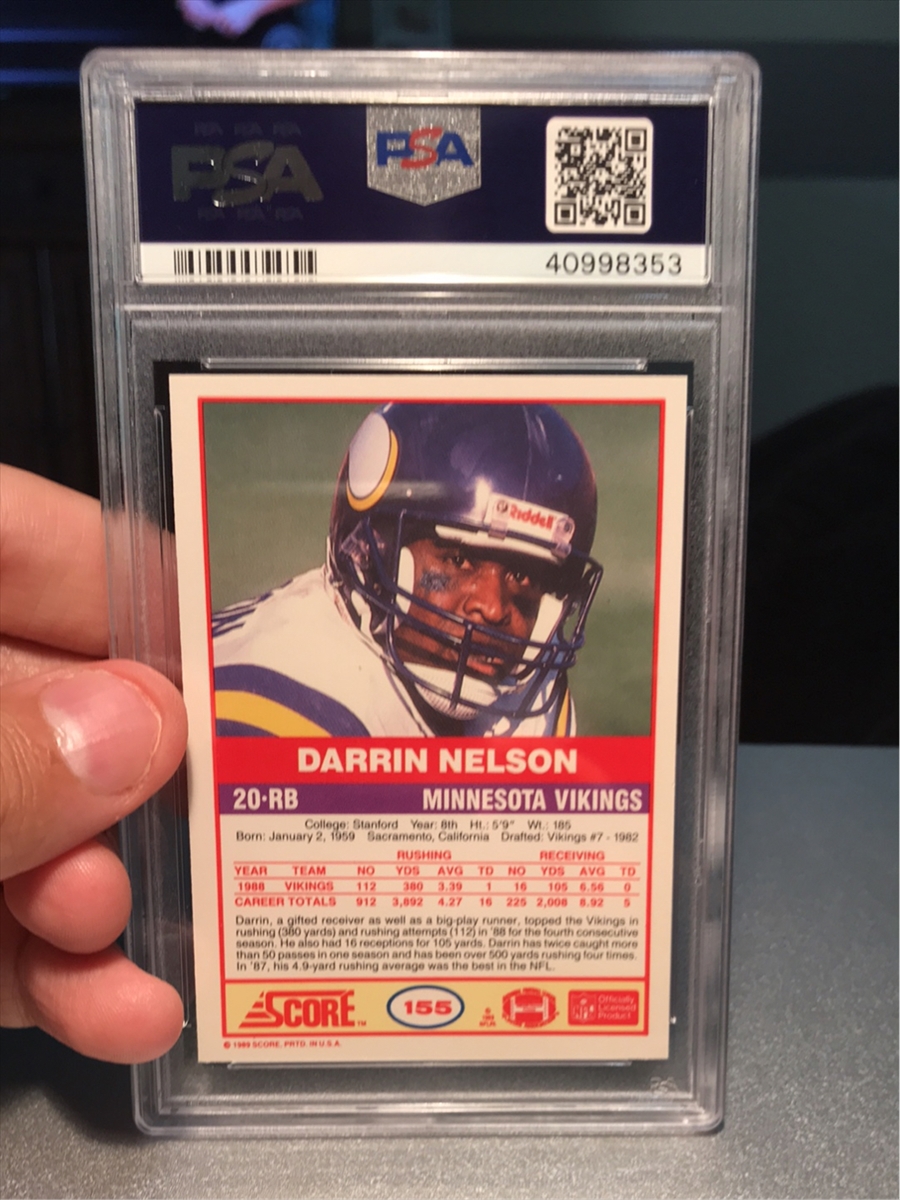 PSA PSA PSA
PSA
PSA PSA PSA
PSA
40998353
Riddell
DARRIN NELSON
20•RB MINNESOTA VIKINGS
College: Stanford Year: 8th Ht.: 5'9" Wt.: 185
Born: January 2, 1959 Sacramento, California Drafted: Vikings #7 - 1982
RUSHING RECEIVING
YEAR TEAM NO YDS AVG TD NO YDS AVG TD
1988 VIKINGS 112 380 3.39 1 16 105 6.56 0
CAREER TOTALS 912 3,892 4.27 16 225 2,008 8.92 5
Darrin, a gifted receiver as well as a big-play runner, topped the Vikings in
rushing (380 yards) and rushing attempts (112) in '88 for the fourth consecutive
season. He also had 16 receptions for 105 yards. Darrin has twice caught more
than 50 passes in one season and has been over 500 yards rushing four times.
In '87, his 4.9-yard rushing average was the best in the NFL.
SCORE™ 155
Officially
Licensed
Product
© 1989 SCORE, PRTD. IN U.S.A.